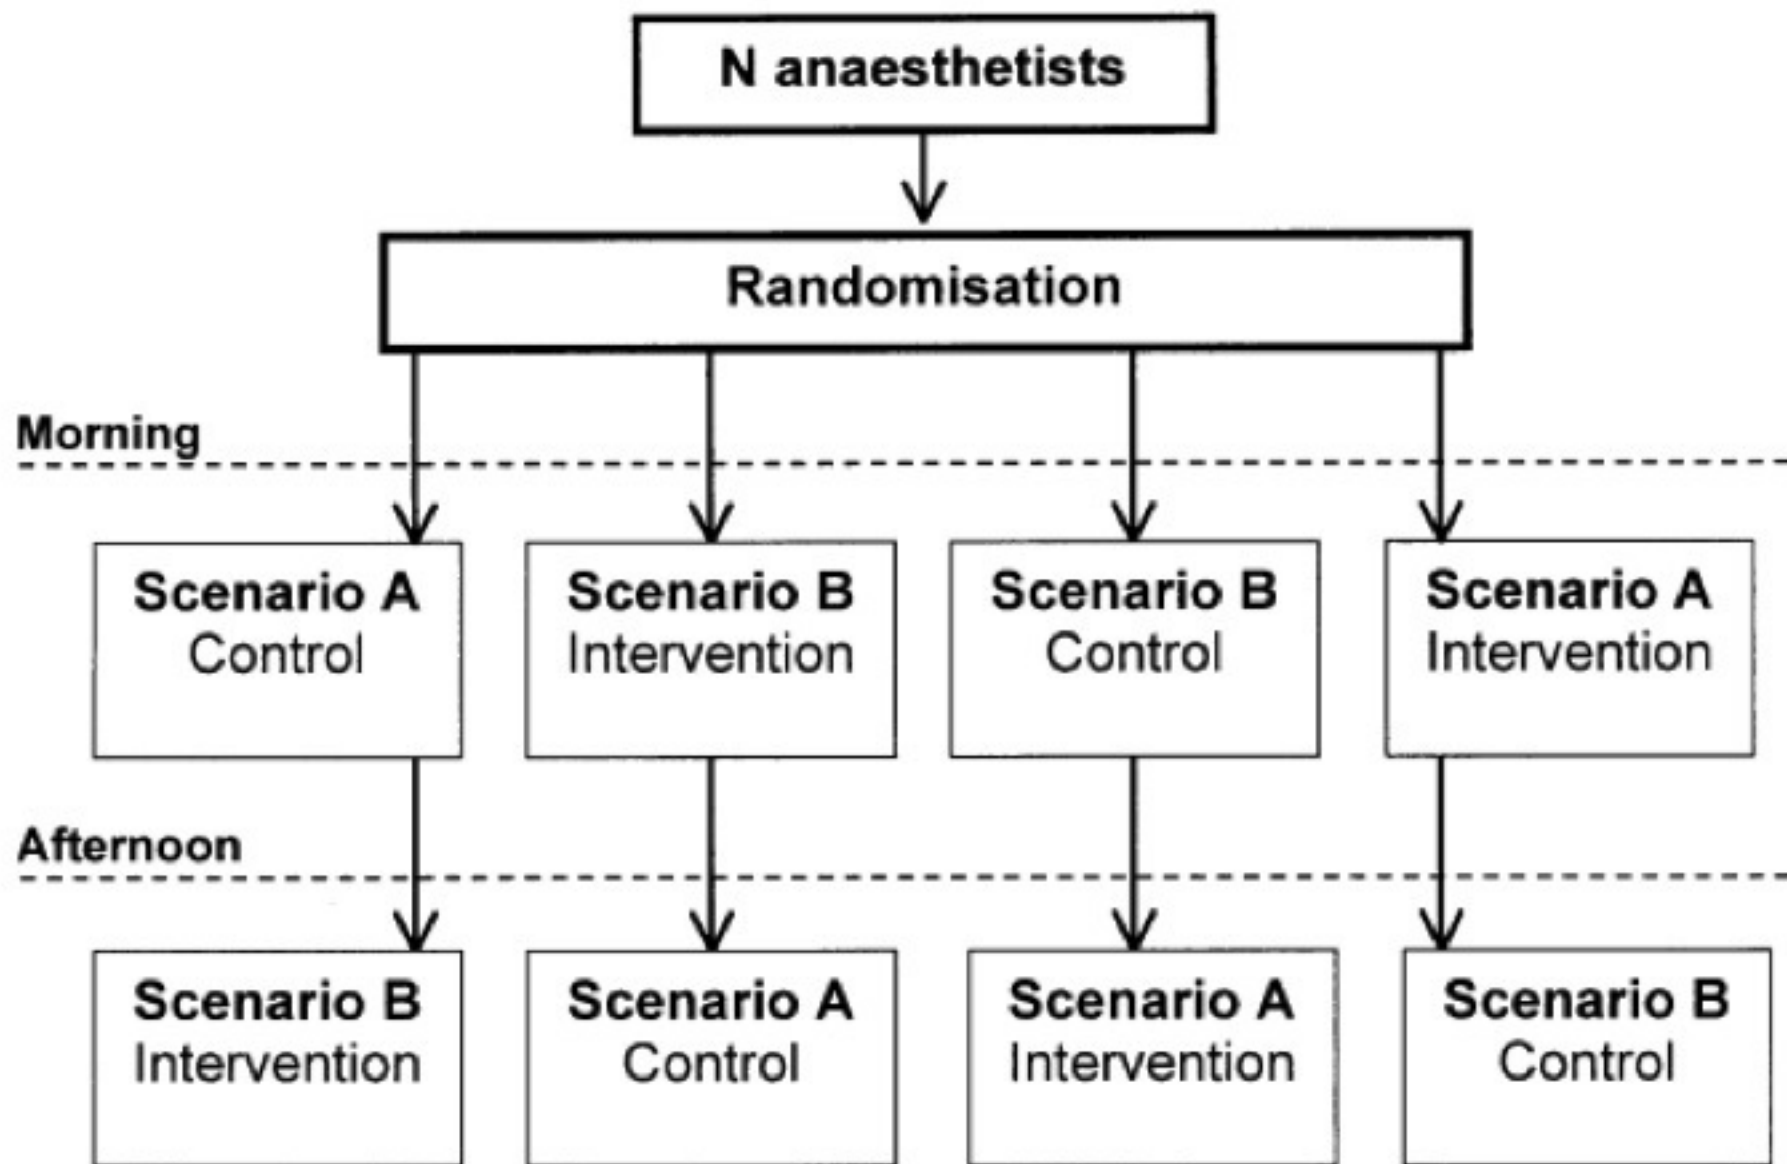 N anaesthetists
Randomisation
Morning
Scenario A
Control
Scenario B
Intervention
Scenario B
Control
Scenario A
Intervention
Afternoon
Scenario B
Intervention
Scenario A
Control
Scenario A
Intervention
Scenario B
Control